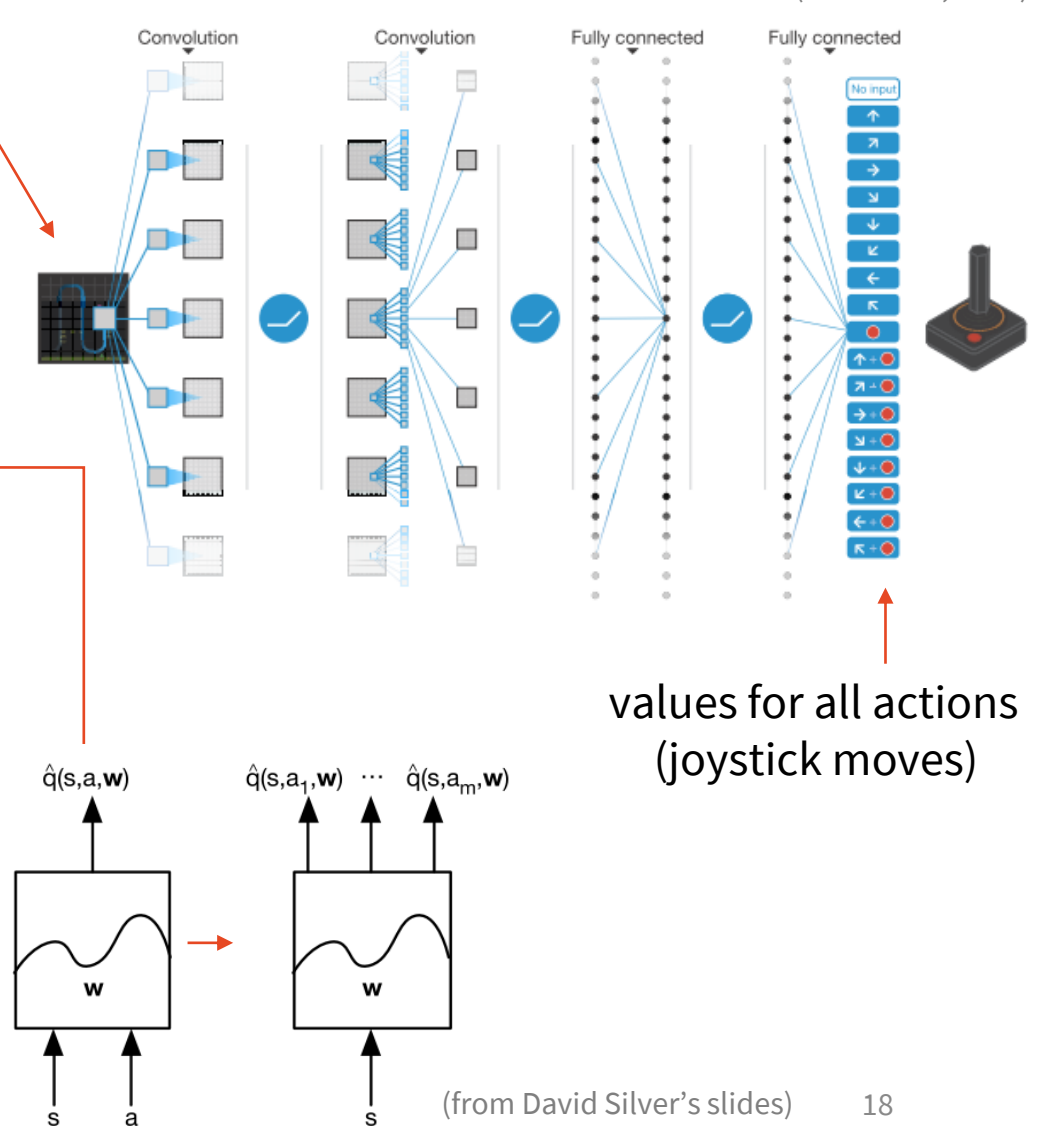 Convolution
Convolution
Fully connected
Fully connected
No input
↑
↗
→
↘
↓
↙
←
↖
↑ +
↗ +
→ +
↘ +
↓ +
↙ +
← +
↖ +
values for all actions
(joystick moves)
q̂(s,a,w)
q̂(s,a₁,w) ··· q̂(s,aₘ,w)
w
w
s
a
s
(from David Silver's slides)
18